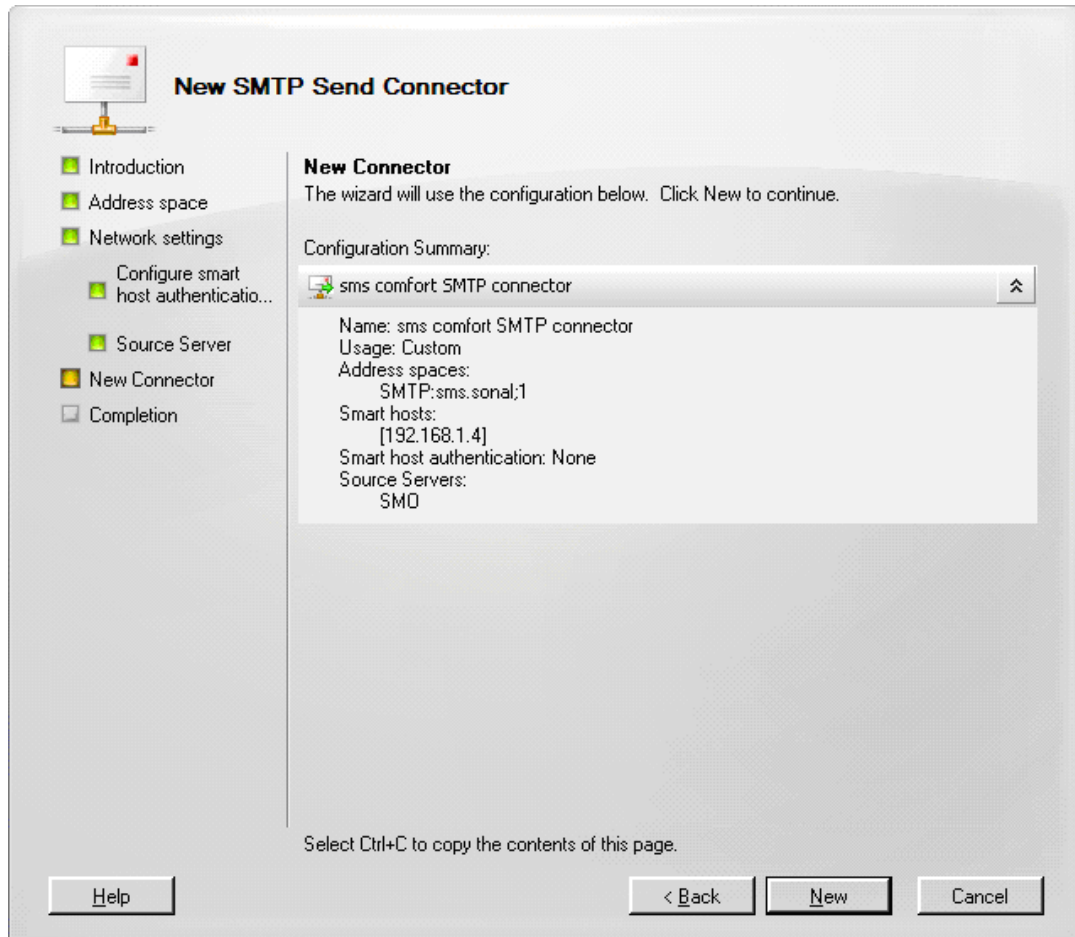 New SMTP Send Connector
Introduction
Address space
Network settings
Configure smart
host authenticatio...
Source Server
New Connector
Completion
New Connector
The wizard will use the configuration below. Click New to continue.
Configuration Summary:
sms comfort SMTP connector
Name: sms comfort SMTP connector
Usage: Custom
Address spaces:
SMTP:sms.sonal;1
Smart hosts:
[192.168.1.4]
Smart host authentication: None
Source Servers:
SMO
Select Ctrl+C to copy the contents of this page.
Help
< Back
New
Cancel